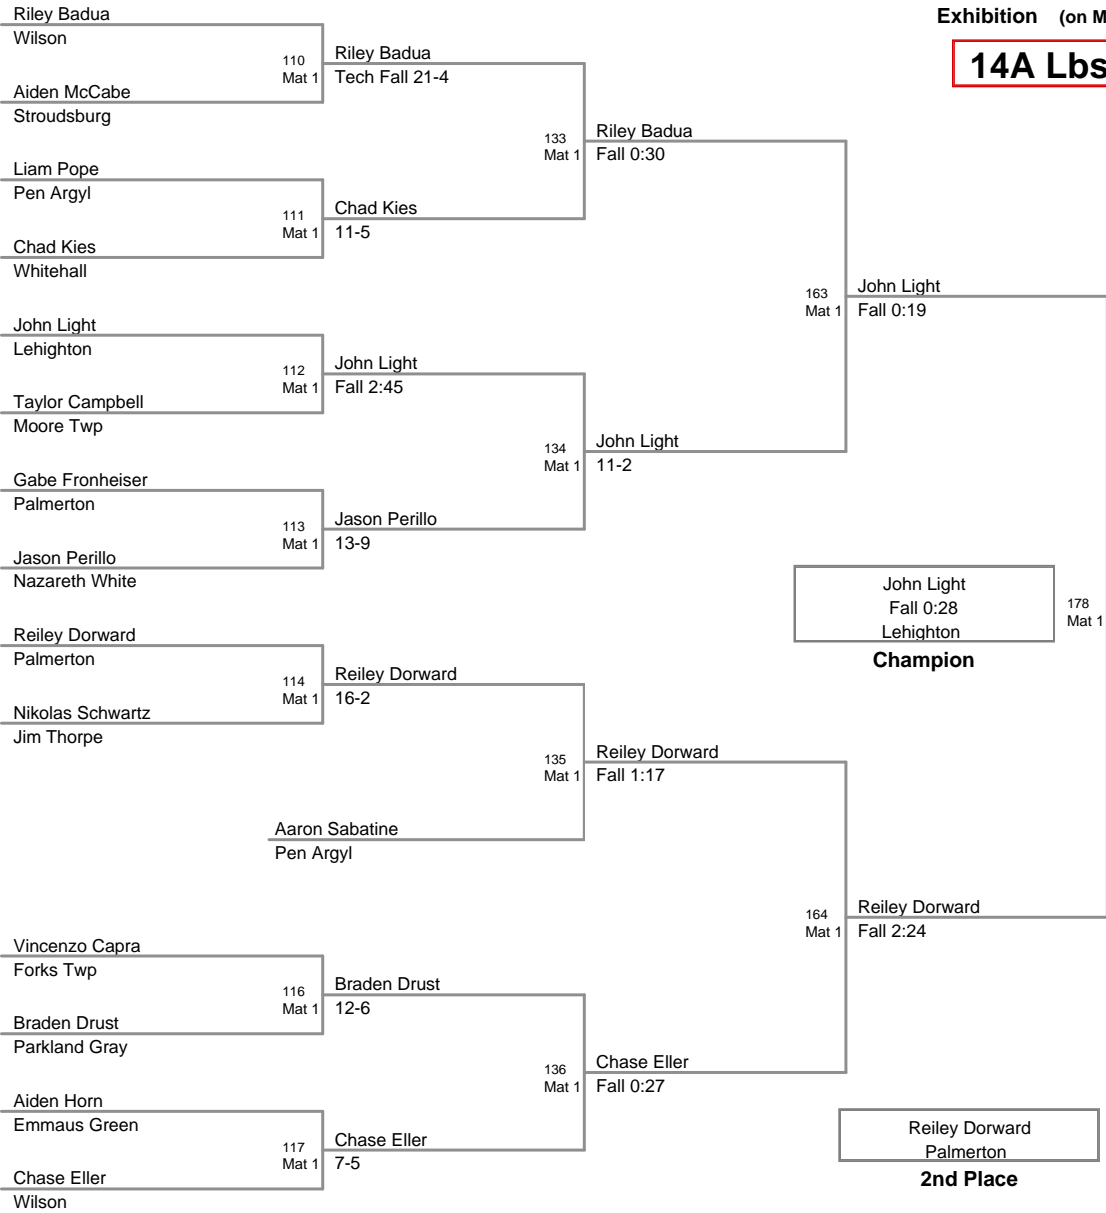 Riley Badua
Wilson
Exhibition (on M
14A Lbs
110
Mat 1
Riley Badua
Tech Fall 21-4
Aiden McCabe
Stroudsburg
133
Mat 1
Riley Badua
Fall 0:30
Liam Pope
Pen Argyl
111
Mat 1
Chad Kies
11-5
Chad Kies
Whitehall
163
Mat 1
John Light
Fall 0:19
John Light
Lehighton
112
Mat 1
John Light
Fall 2:45
Taylor Campbell
Moore Twp
134
Mat 1
John Light
11-2
Gabe Fronheiser
Palmerton
113
Mat 1
Jason Perillo
13-9
Jason Perillo
Nazareth White
John Light
Fall 0:28
Lehighton
Champion
178
Mat 1
Reiley Dorward
Palmerton
114
Mat 1
Reiley Dorward
16-2
Nikolas Schwartz
Jim Thorpe
135
Mat 1
Reiley Dorward
Fall 1:17
Aaron Sabatine
Pen Argyl
164
Mat 1
Reiley Dorward
Fall 2:24
Vincenzo Capra
Forks Twp
116
Mat 1
Braden Drust
12-6
Braden Drust
Parkland Gray
136
Mat 1
Chase Eller
Fall 0:27
Aiden Horn
Emmaus Green
117
Mat 1
Chase Eller
7-5
Chase Eller
Wilson
Reiley Dorward
Palmerton
2nd Place